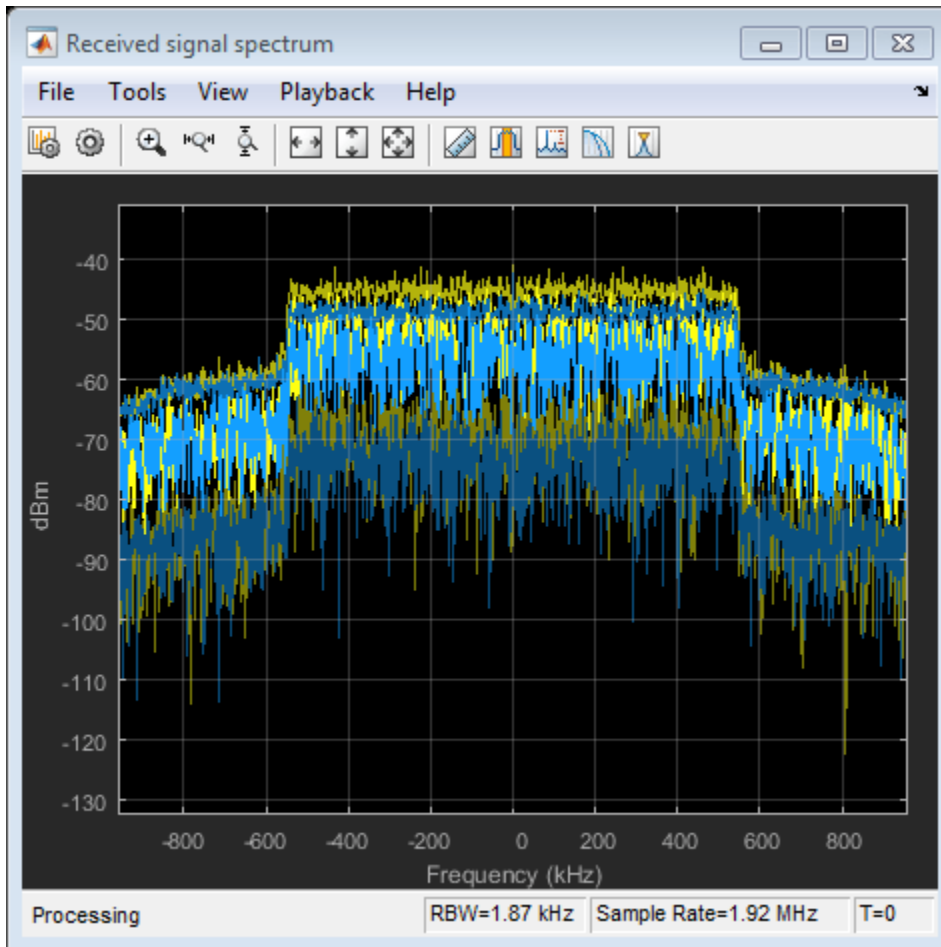 Received signal spectrum
File Tools View Playback Help
-40
-50
-60
-70
-80
-90
-100
-110
-120
-130
dBm
-800 -600 -400 -200 0 200 400 600 800
Frequency (kHz)
Processing RBW=1.87 kHz Sample Rate=1.92 MHz T=0